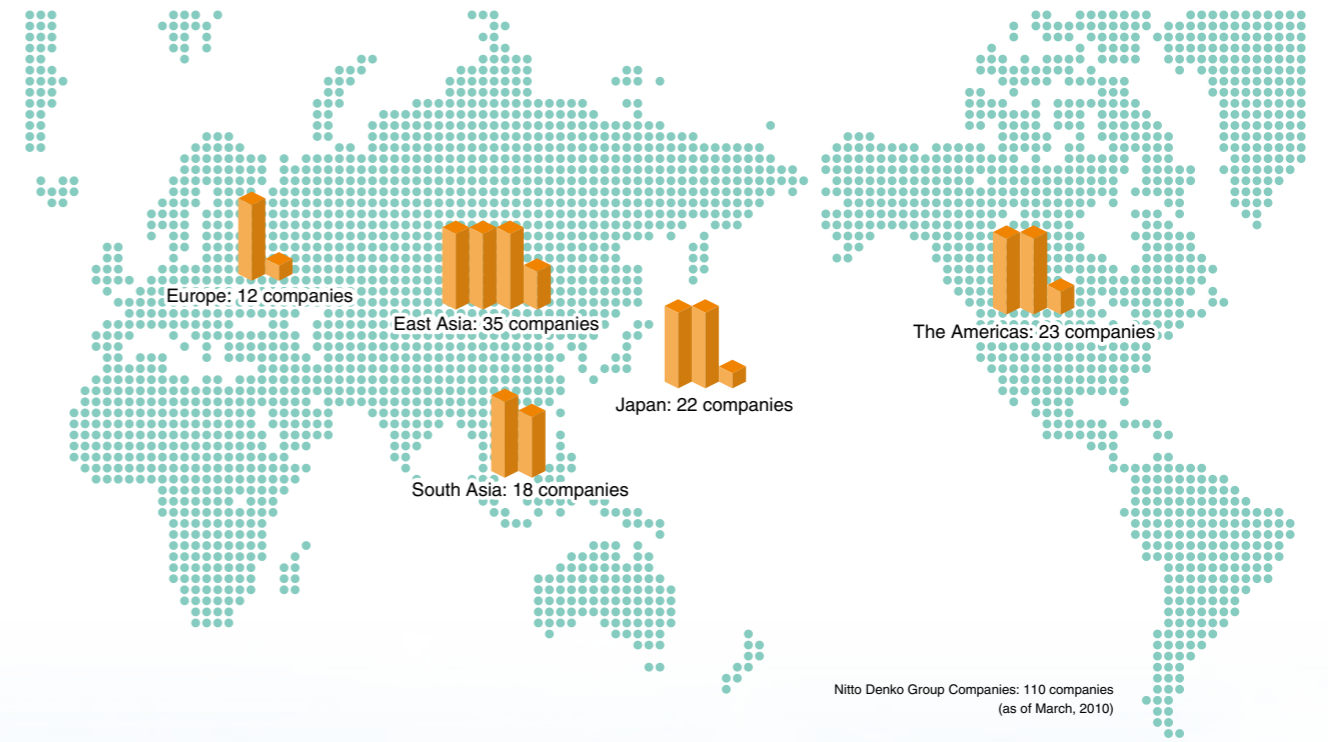 Europe: 12 companies
East Asia: 35 companies
The Americas: 23 companies
Japan: 22 companies
South Asia: 18 companies
Nitto Denko Group Companies: 110 companies
(as of March, 2010)